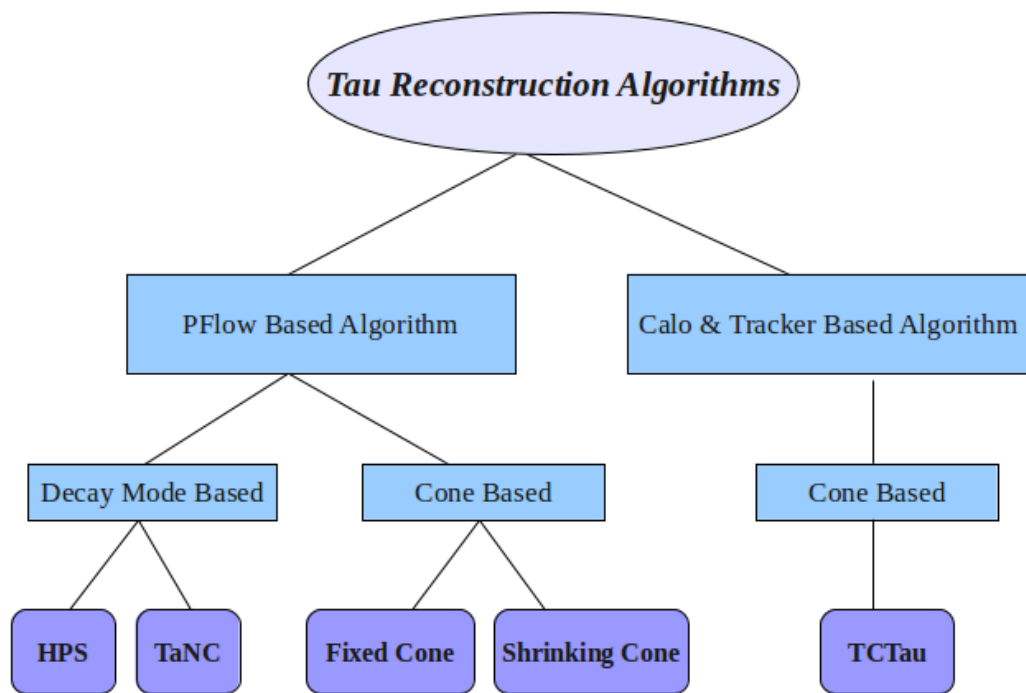 Tau Reconstruction Algorithms
PFlow Based Algorithm
Calo & Tracker Based Algorithm
Decay Mode Based
Cone Based
Cone Based
HPS
TaNC
Fixed Cone
Shrinking Cone
TCTau